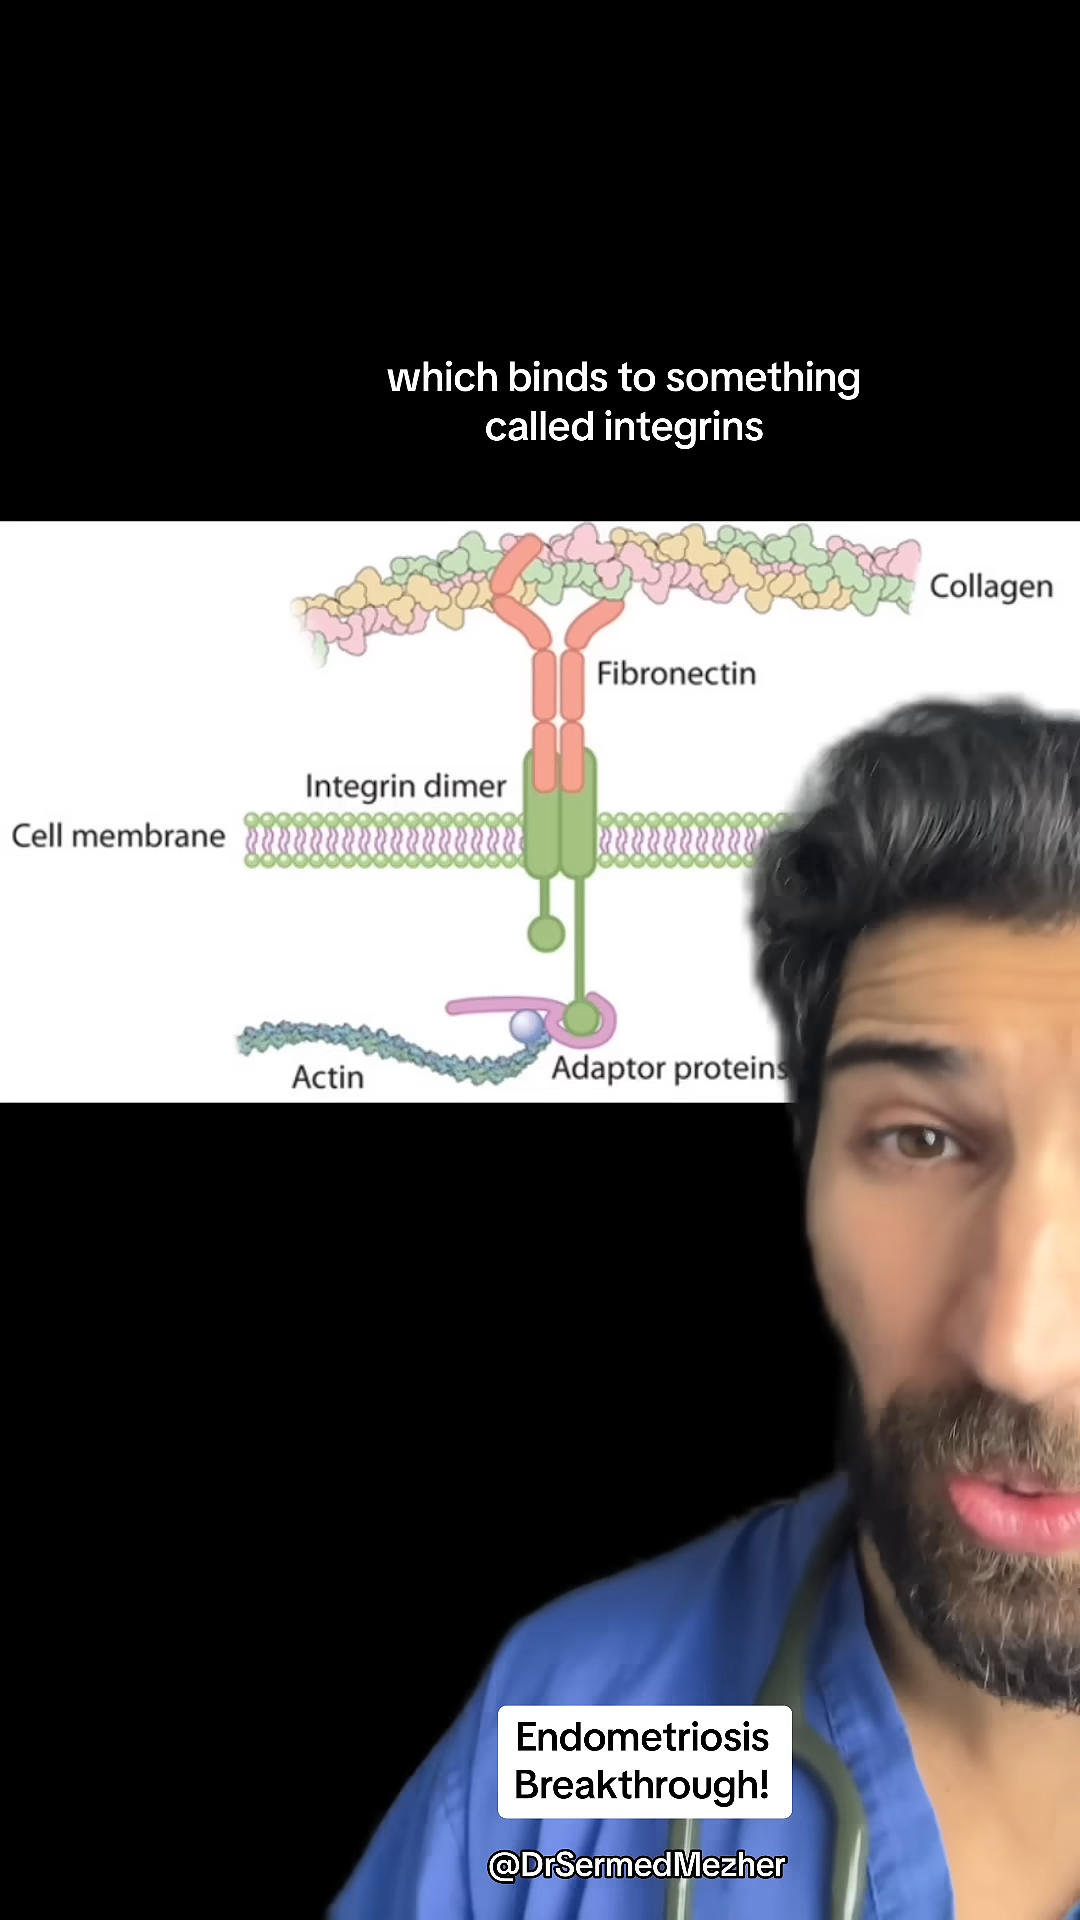 which binds to something
called integrins
Collagen
Fibronectin
Integrin dimer
Cell membrane
Actin
Adaptor proteins
Endometriosis
Breakthrough!
@DrSermedMezher